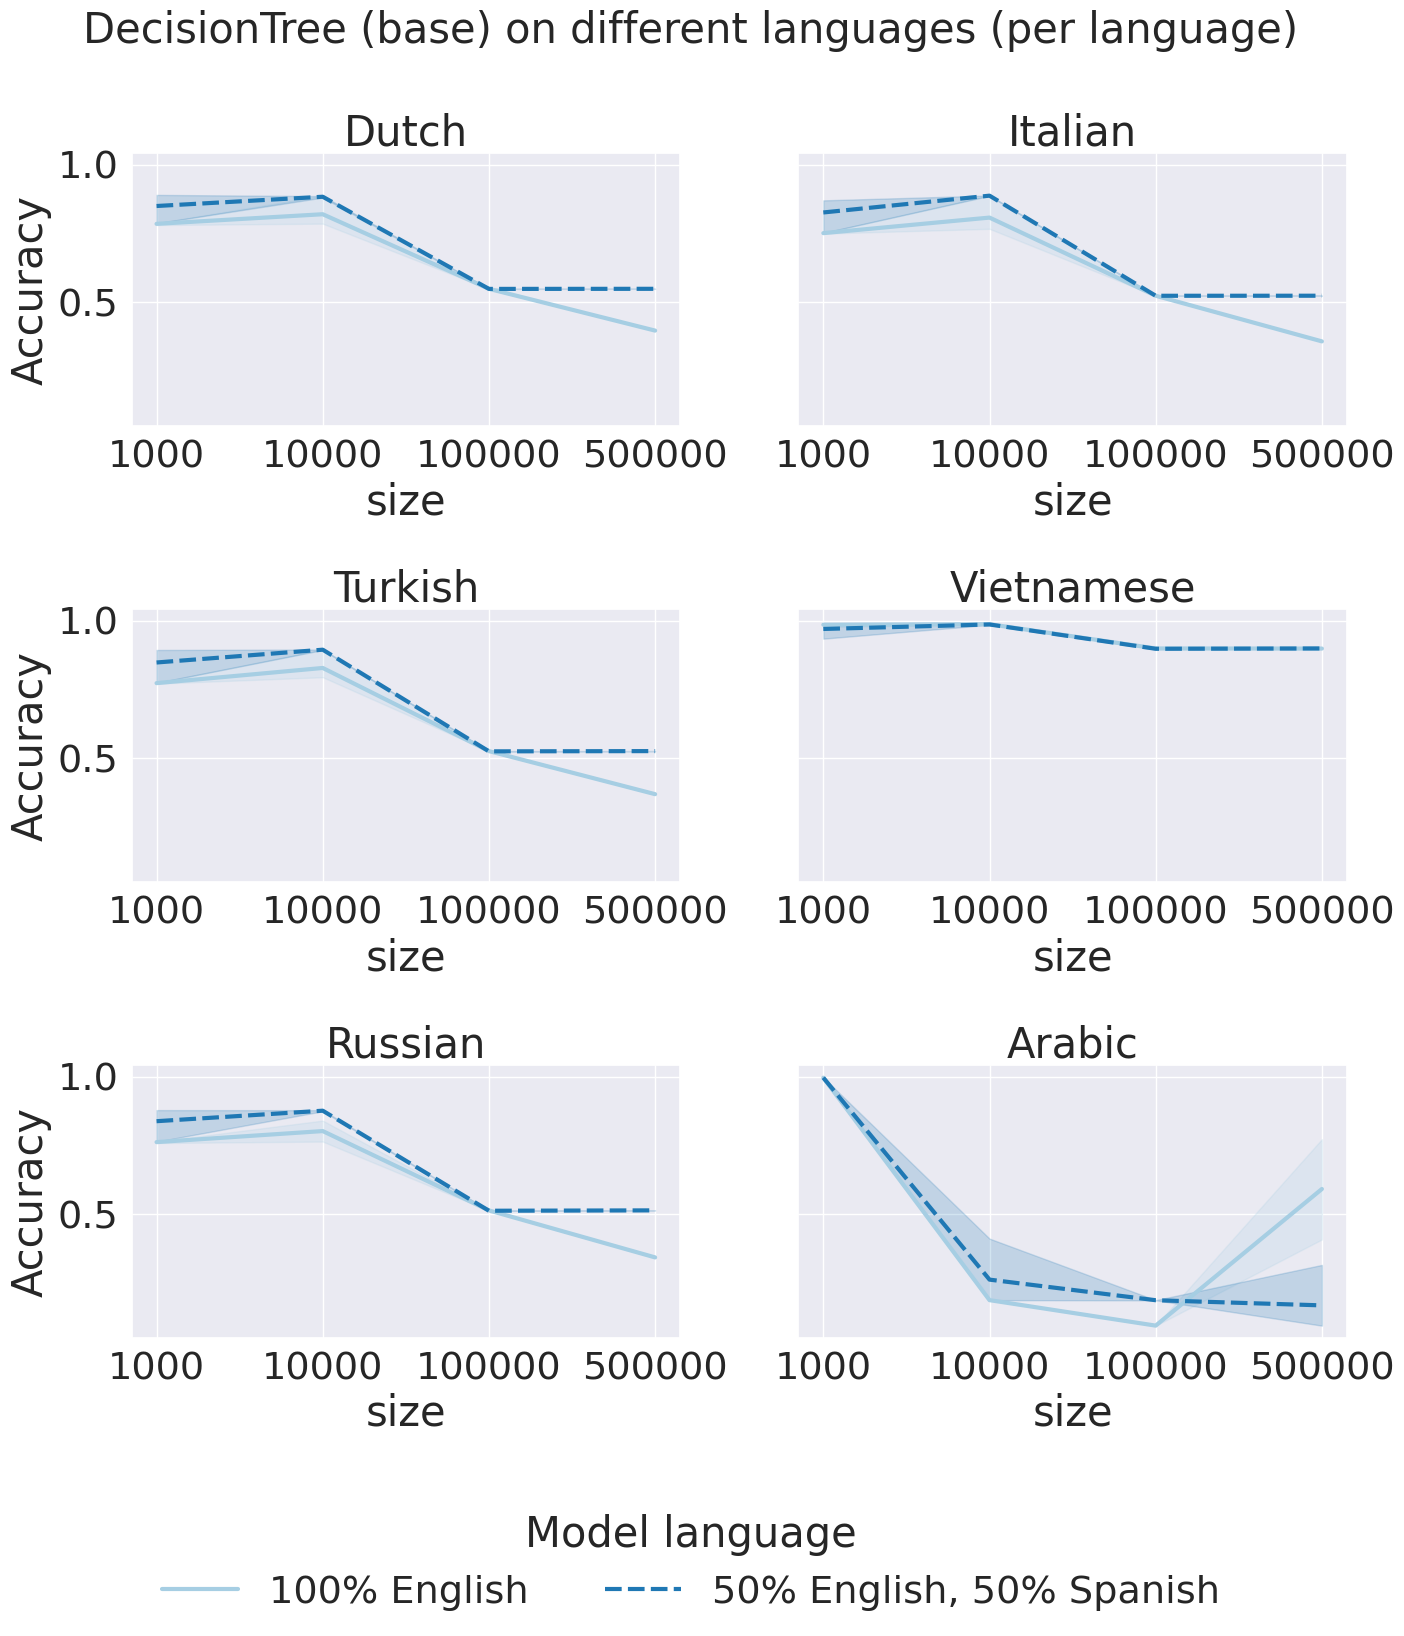 DecisionTree (base) on different languages (per language)
Dutch
Italian
1.0
0.5
Accuracy
1000 10000 100000 500000
1000 10000 100000 500000
size
size
Turkish
Vietnamese
1.0
0.5
Accuracy
1000 10000 100000 500000
1000 10000 100000 500000
size
size
Russian
Arabic
1.0
0.5
Accuracy
1000 10000 100000 500000
1000 10000 100000 500000
size
size
Model language
100% English
50% English, 50% Spanish